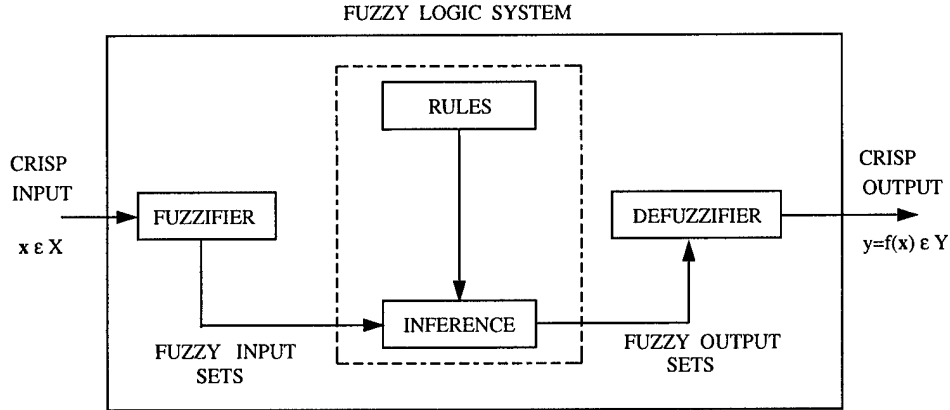 FUZZY LOGIC SYSTEM
RULES
CRISP
INPUT
x ε X
FUZZIFIER
DEFUZZIFIER
CRISP
OUTPUT
y=f(x) ε Y
INFERENCE
FUZZY INPUT
SETS
FUZZY OUTPUT
SETS